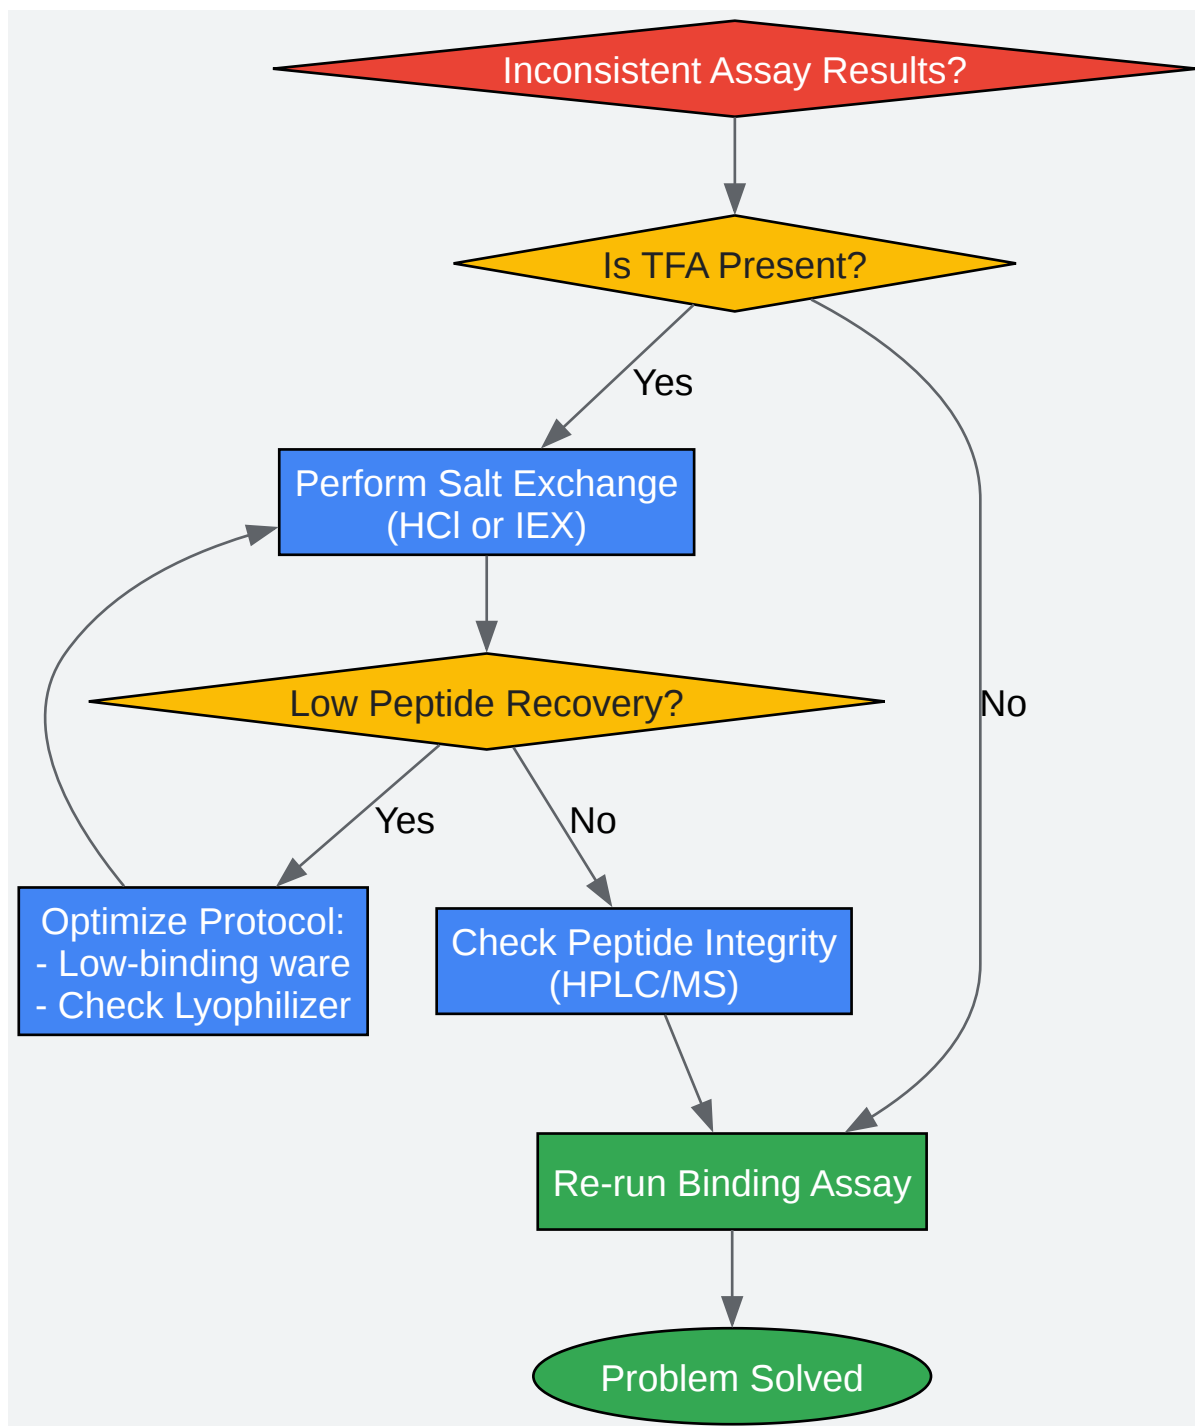 Inconsistent Assay Results?
Is TFA Present?
Yes
Perform Salt Exchange
(HCl or IEX)
Low Peptide Recovery?
No
Yes
No
Optimize Protocol:
- Low-binding ware
- Check Lyophilizer
Check Peptide Integrity
(HPLC/MS)
Re-run Binding Assay
Problem Solved